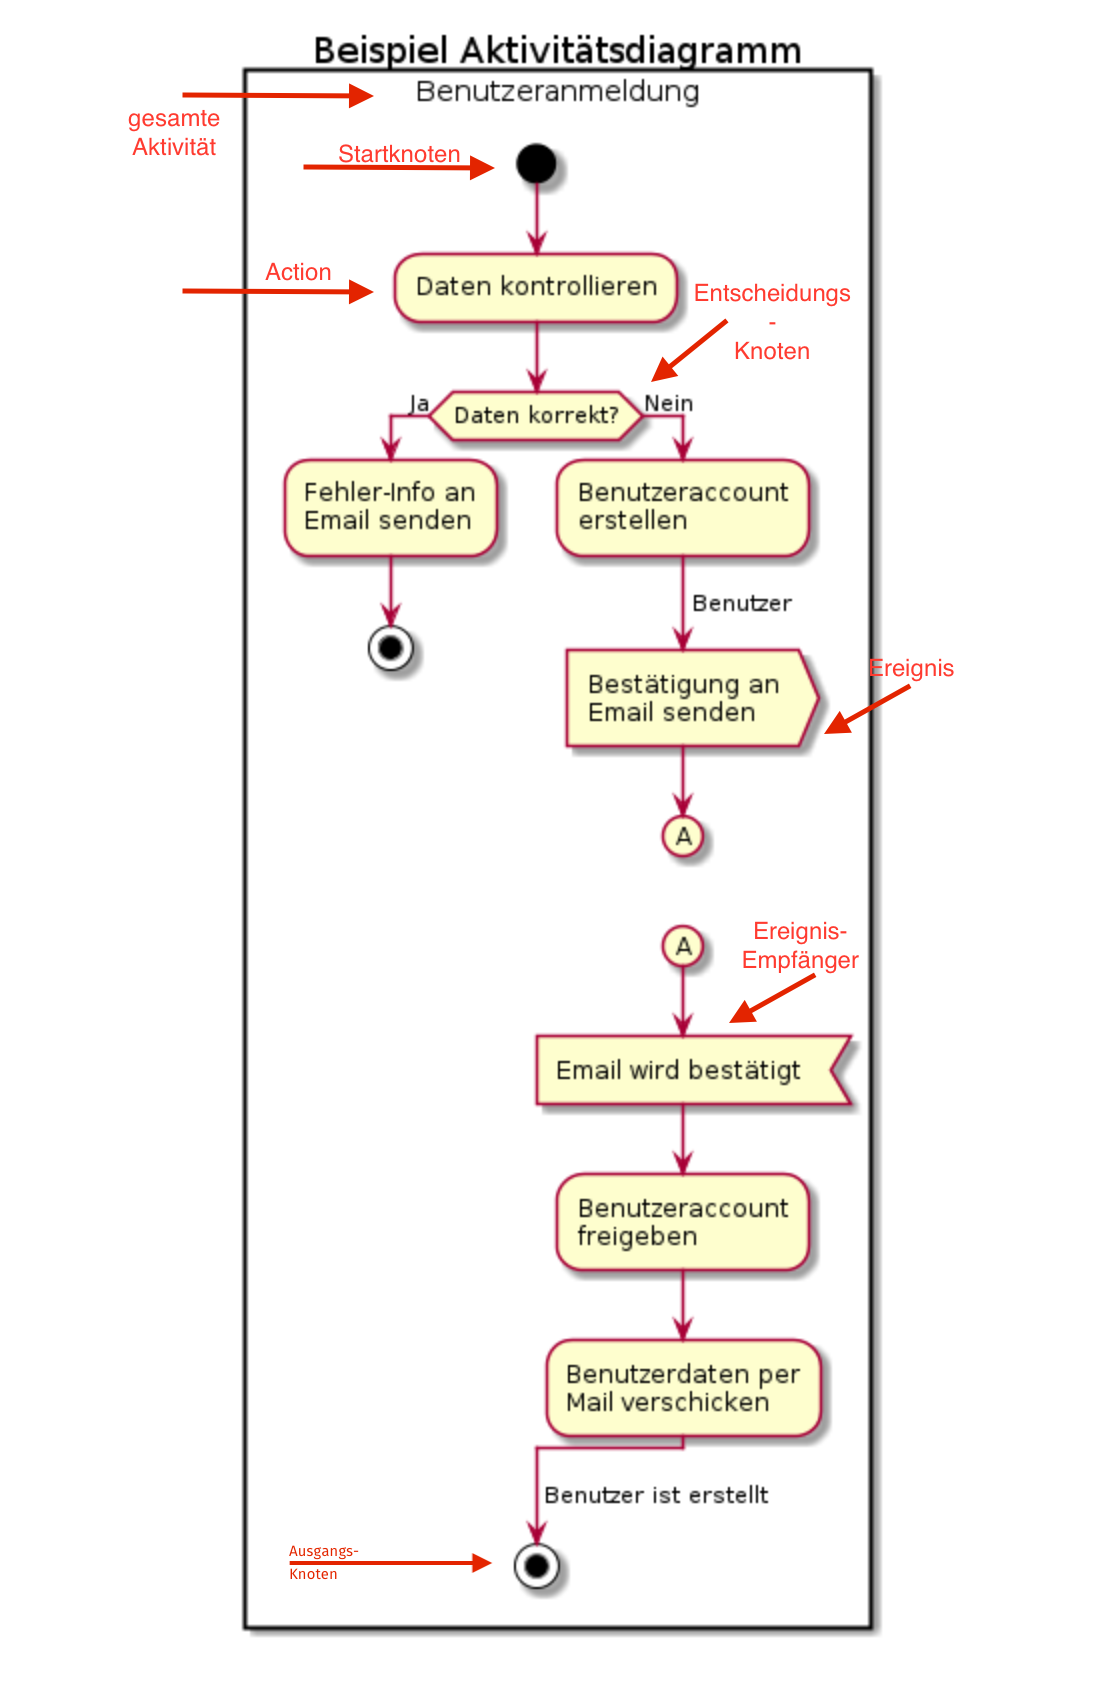 Beispiel Aktivitätsdiagramm
Benutzeranmeldung
gesamte
Aktivität
Startknoten
Action
Daten kontrollieren
Entscheidungs
-
Knoten
Ja
Daten korrekt?
Nein
Fehler-Info an
Email senden
Benutzeraccount
erstellen
Benutzer
Bestätigung an
Email senden
Ereignis
A
A
Ereignis-
Empfänger
Email wird bestätigt
Benutzeraccount
freigeben
Benutzerdaten per
Mail verschicken
Benutzer ist erstellt
Ausgangs-
Knoten